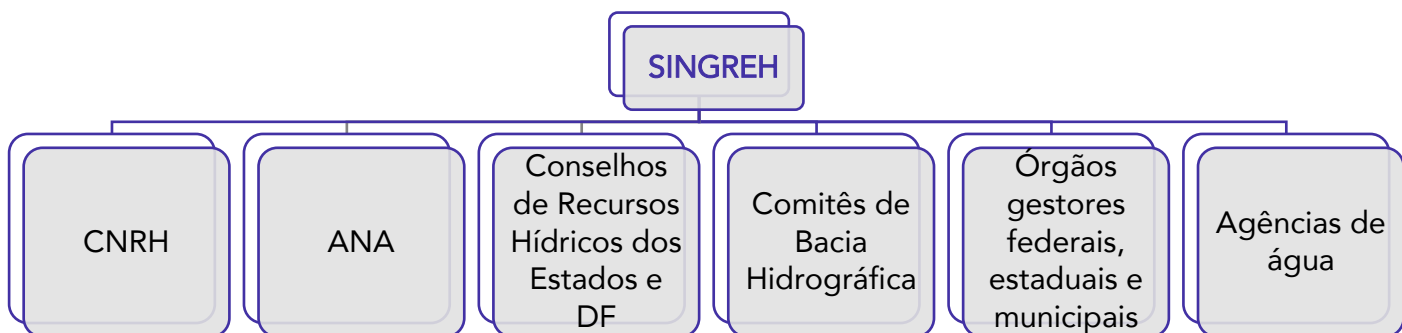 SINGREH
CNRH
ANA
Conselhos
de Recursos
Hídricos dos
Estados e
DF
Comitês de
Bacia
Hidrográfica
Órgãos
gestores
federais,
estaduais e
municipais
Agências de
água